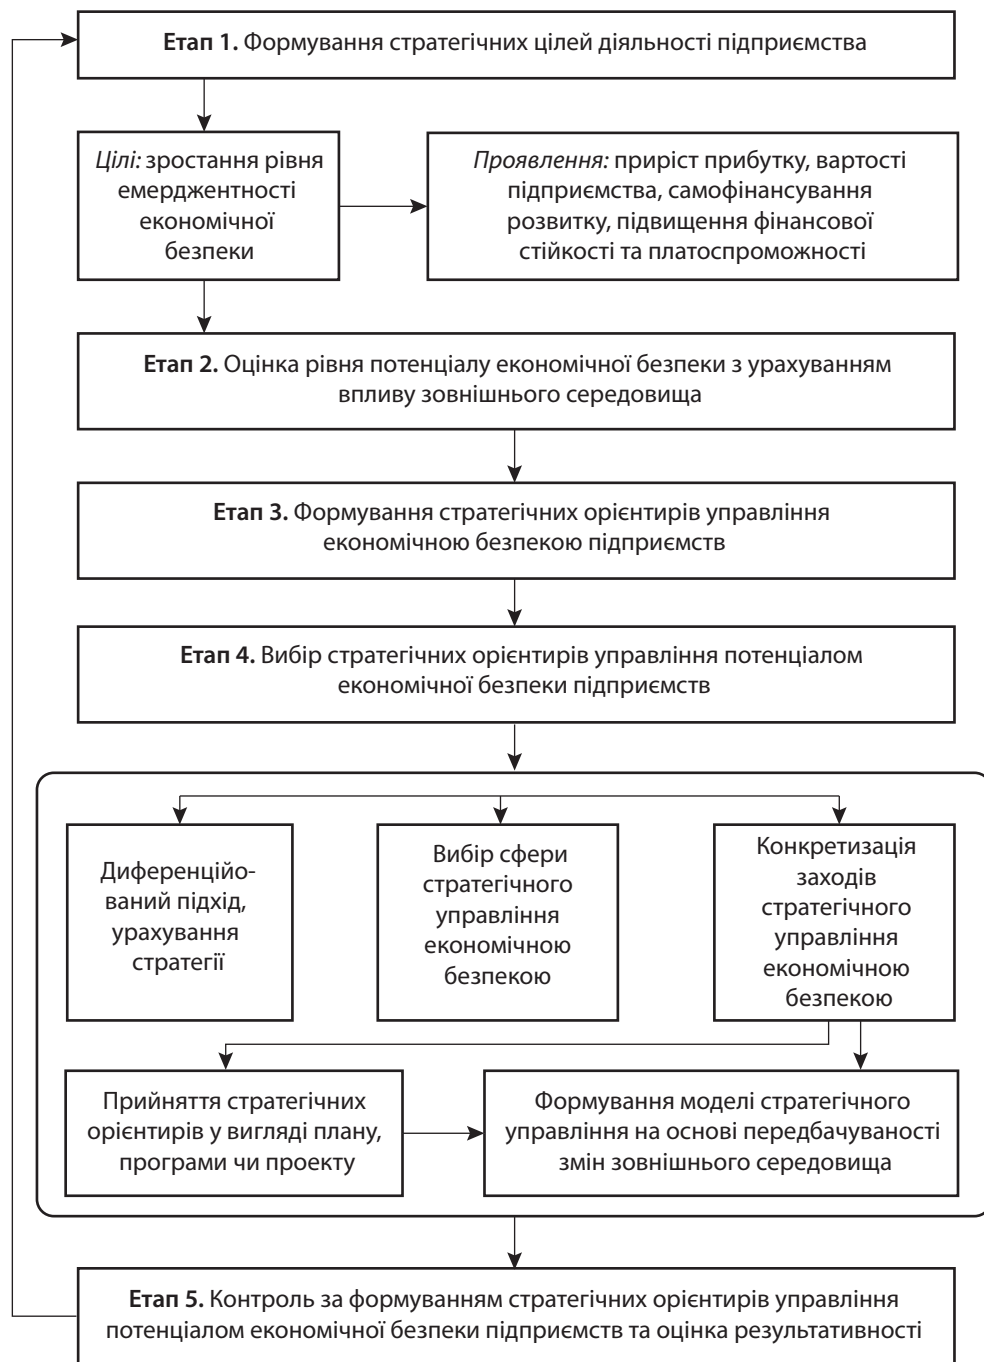 Етап 1. Формування стратегічних цілей діяльності підприємства
Цілі: зростання рівня
емерджентності
економічної
безпеки
Проявлення: приріст прибутку, вартості
підприємства, самофінансування
розвитку, підвищення фінансової
стійкості та платоспроможності
Етап 2. Оцінка рівня потенціалу економічної безпеки з урахуванням
впливу зовнішнього середовища
Етап 3. Формування стратегічних орієнтирів управління
економічною безпекою підприємств
Етап 4. Вибір стратегічних орієнтирів управління потенціалом
економічної безпеки підприємств
Диференційо-
ваний підхід,
урахування
стратегії
Вибір сфери
стратегічного
управління
економічною
безпекою
Конкретизація
заходів
стратегічного
управління
економічною
безпекою
Прийняття стратегічних
орієнтирів у вигляді плану,
програми чи проекту
Формування моделі стратегічного
управління на основі передбачуваності
змін зовнішнього середовища
Етап 5. Контроль за формуванням стратегічних орієнтирів управління
потенціалом економічної безпеки підприємств та оцінка результативності